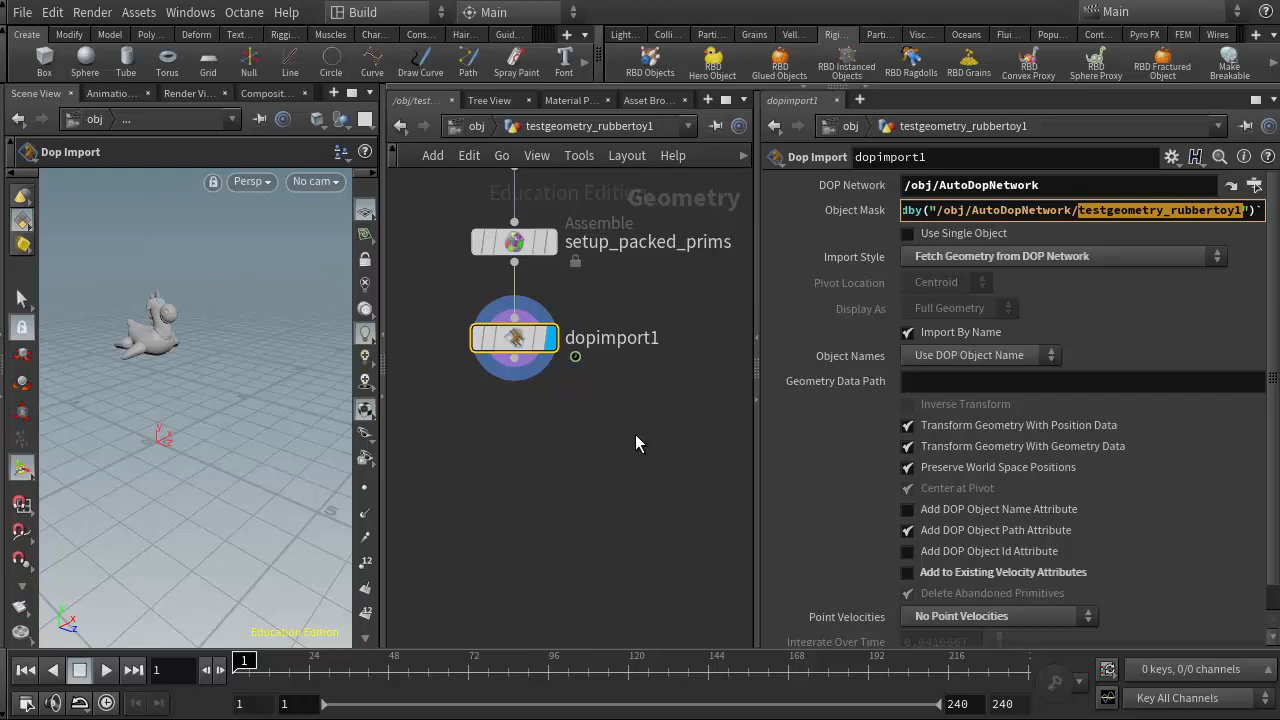 File Edit Render Assets Windows Octane Help Build Main Main
Create Modify Model Poly... Deform Text... Riggi... Muscles Char... Cons... Hair... Guid...
Light... Colli... Parti... Grains Vell... Rigi... Parti... Visc... Oceans Flui... Popu... Cont... Pyro FX FEM Wires
Box Sphere Tube Torus Grid Null Line Circle Curve Draw Curve Path Spray Paint Font
RBD Objects RBD Hero Object RBD Glued Objects RBD Instanced Objects RBD Ragdolls RBD Grains RBD Convex Proxy RBD Sphere Proxy RBD Fractured Object Make Breakable
Scene View Animatio... Render Vi... Composit...
/obj/test... Tree View Material P... Asset Bro...
dopimport1
obj ...
obj testgeometry_rubbertoy1
obj testgeometry_rubbertoy1
Dop Import
Add Edit Go View Tools Layout Help
Dop Import dopimport1
Persp No cam
Education Edition
Geometry
Assemble
setup_packed_prims
dopimport1
DOP Network /obj/AutoDopNetwork
Object Mask dby("/obj/AutoDopNetwork/testgeometry_rubbertoy1")`
Use Single Object
Import Style Fetch Geometry from DOP Network
Pivot Location Centroid
Display As Full Geometry
Import By Name
Object Names Use DOP Object Name
Geometry Data Path
Inverse Transform
Transform Geometry With Position Data
Transform Geometry With Geometry Data
Preserve World Space Positions
Center at Pivot
Add DOP Object Name Attribute
Add DOP Object Path Attribute
Add DOP Object Id Attribute
Add to Existing Velocity Attributes
Delete Abandoned Primitives
Point Velocities No Point Velocities
Integrate Over Time 0.0416667
y x
5
y x z
Education Edition
12
12
1 1 24 48 72 96 120 144 168 192 216
0 keys, 0/0 channels
1 1 240 240
Key All Channels